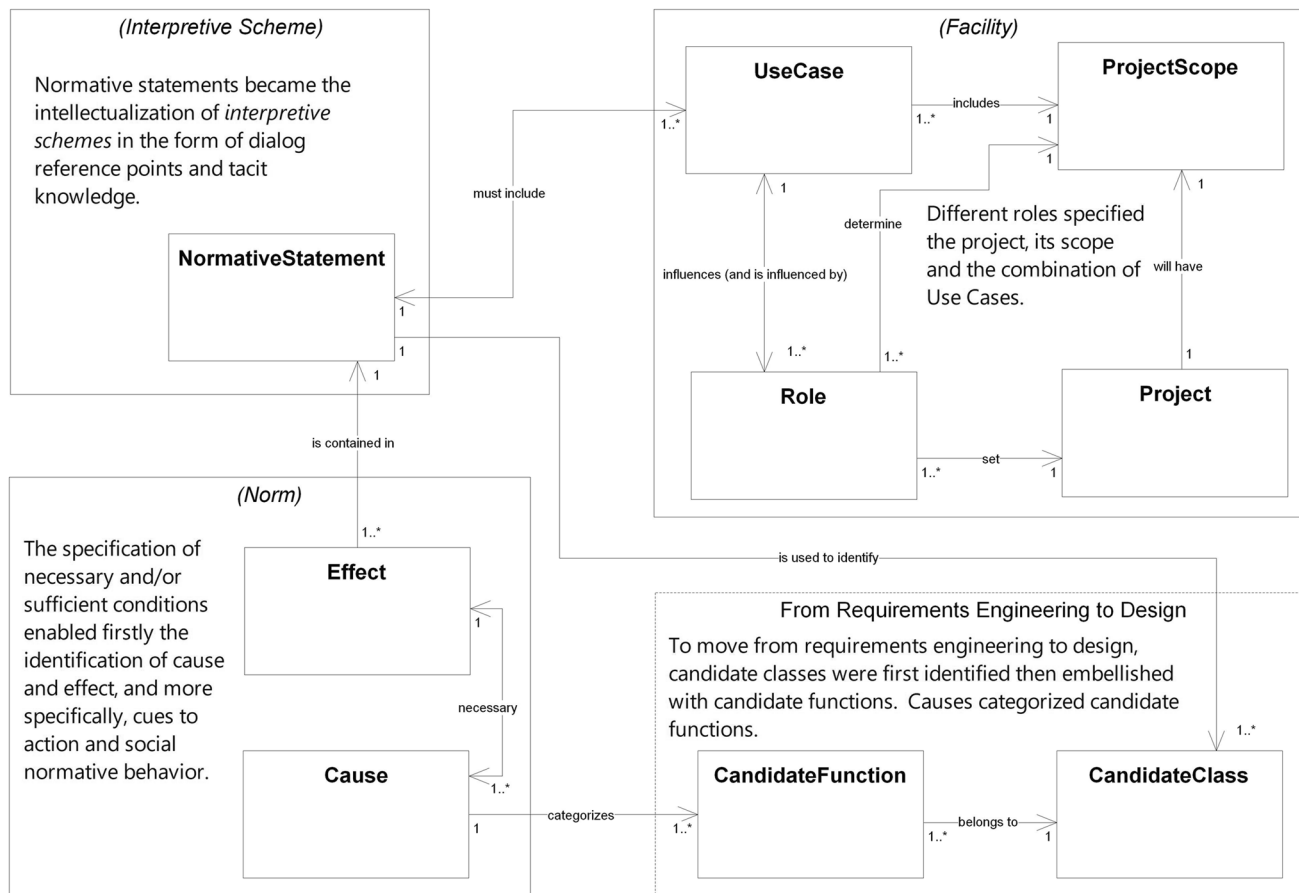 (Interpretive Scheme)
Normative statements became the
intellectualization of interpretive
schemes in the form of dialog
reference points and tacit
knowledge.
NormativeStatement
1
1
1
must include
1..*
(Facility)
UseCase
ProjectScope
includes
1..*
1
1
1
1
determine
Different roles specified
the project, its scope
and the combination of
Use Cases.
influences (and is influenced by)
will have
1..*
1..*
1
Role
Project
set
1..*
1
is contained in
(Norm)
The specification of
necessary and/or
sufficient conditions
enabled firstly the
identification of cause
and effect, and more
specifically, cues to
action and social
normative behavior.
1..*
Effect
1
necessary
1..*
Cause
1
categorizes
is used to identify
From Requirements Engineering to Design
To move from requirements engineering to design,
candidate classes were first identified then embellished
with candidate functions. Causes categorized candidate
functions.
1..*
1..*
CandidateFunction
CandidateClass
belongs to
1..*
1